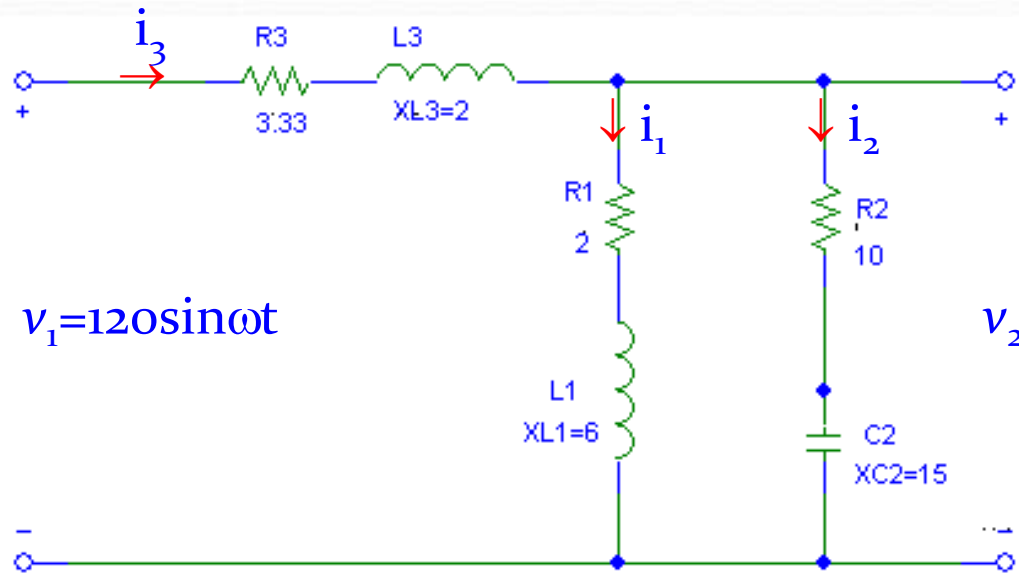 i₃
R3
L3
3.33
XL3=2
+
+
i₁
i₂
R1
2
R2
10
v₁=120sinωt
v₂
L1
XL1=6
C2
XC2=15
−
−